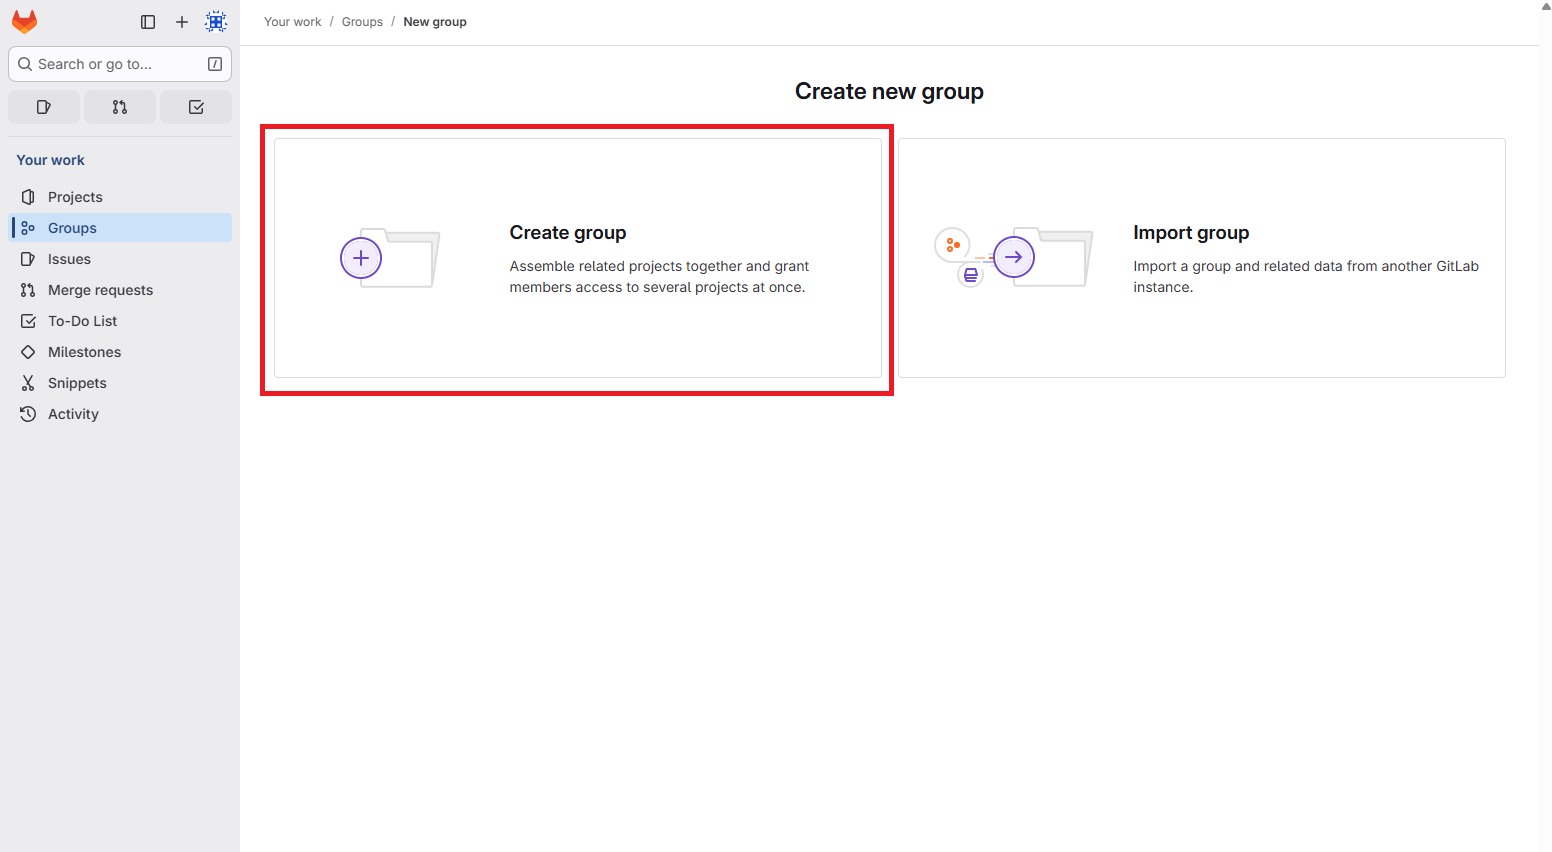 Your work / Groups / New group
Search or go to...
/
Your work
Projects
Groups
Issues
Merge requests
To-Do List
Milestones
Snippets
Activity
Create new group
Create group
Assemble related projects together and grant
members access to several projects at once.
Import group
Import a group and related data from another GitLab
instance.